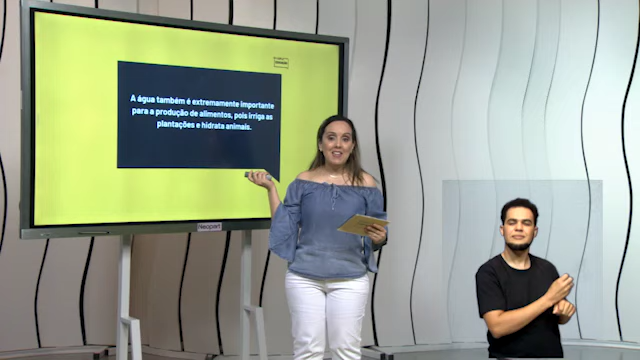 A água também é extremamente importante
para a produção de alimentos, pois irriga as
plantações e hidrata animais.